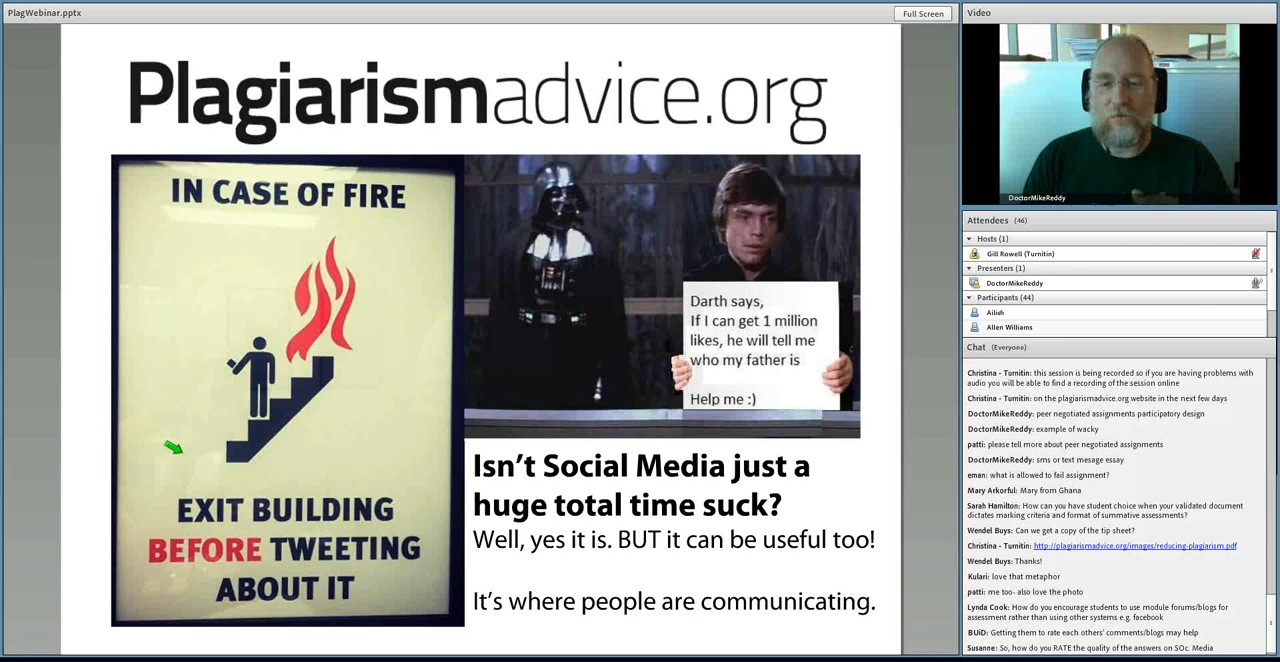 PlagWebinar.pptx
Full Screen
Plagiarismadvice.org
IN CASE OF FIRE
EXIT BUILDING
BEFORE TWEETING
ABOUT IT
Darth says,
If I can get 1 million
likes, he will tell me
who my father is
Help me :)
Isn't Social Media just a
huge total time suck?
Well, yes it is. BUT it can be useful too!
It's where people are communicating.
Video
DoctorMikeReddy
Attendees (46)
Hosts (1)
Gill Rowell (Turnitin)
Presenters (1)
DoctorMikeReddy
Participants (44)
Ailish
Allen Williams
Chat (Everyone)
Christina - Turnitin: this session is being recorded so if you are having problems with
audio you will be able to find a recording of the session online
Christina - Turnitin: on the plagiarismadvice.org website in the next few days
DoctorMikeReddy: peer negotiated assignments participatory design
DoctorMikeReddy: example of wacky
patti: please tell more about peer negotiated assignments
DoctorMikeReddy: sms or text mesage essay
eman: what is allowed to fail assignment?
Mary Arkorful: Mary from Ghana
Sarah Hamilton: How can you have student choice when your validated document
dictates marking criteria and format of summative assessments?
Wendel Buys: Can we get a copy of the tip sheet?
Christina - Turnitin: http://plagiarismadvice.org/images/reducing-plagiarism.pdf
Wendel Buys: Thanks!
Kulari: love that metaphor
patti: me too- also love the photo
Lynda Cook: How do you encourage students to use module forums/blogs for
assessment rather than using other systems e.g. facebook
BUiD: Getting them to rate each others' comments/blogs may help
Susanne: So, how do you RATE the quality of the answers on SOc. Media